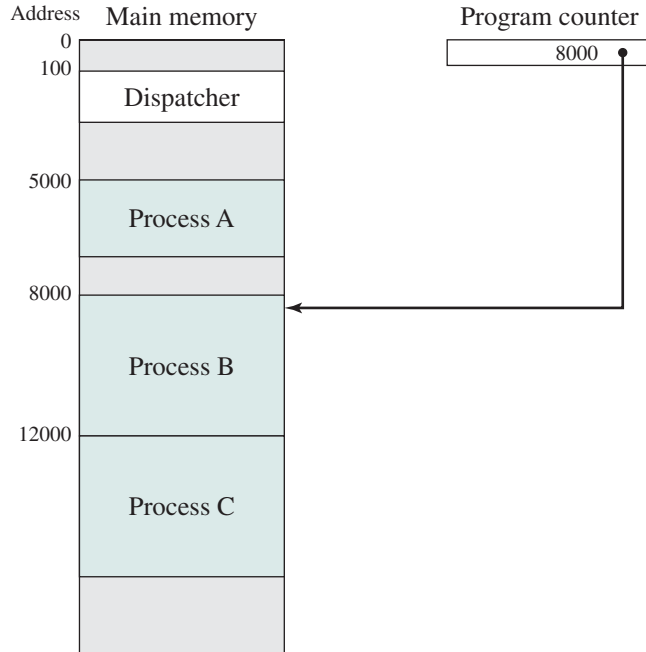 Address Main memory
0
100
Dispatcher
5000
Process A
8000
Process B
12000
Process C
Program counter
8000